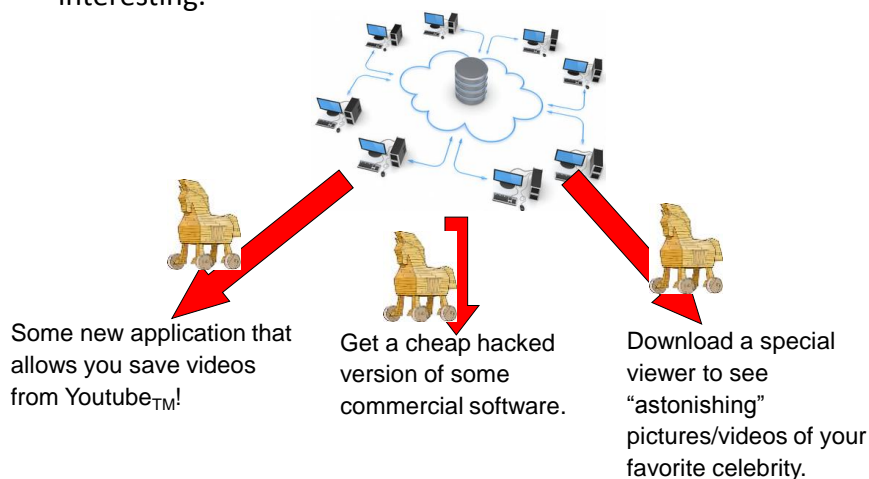 interesting.
Some new application that
allows you save videos
from Youtube™!
Get a cheap hacked
version of some
commercial software.
Download a special
viewer to see
“astonishing”
pictures/videos of your
favorite celebrity.